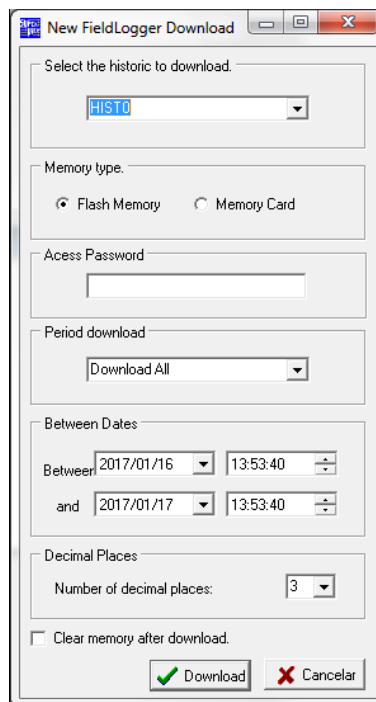 New FieldLogger Download
Select the historic to download.
HIST0
Memory type.
Flash Memory Memory Card
Acess Password
Period download
Download All
Between Dates
Between 2017/01/16 13:53:40
and 2017/01/17 13:53:40
Decimal Places
Number of decimal places: 3
Clear memory after download.
Download Cancelar